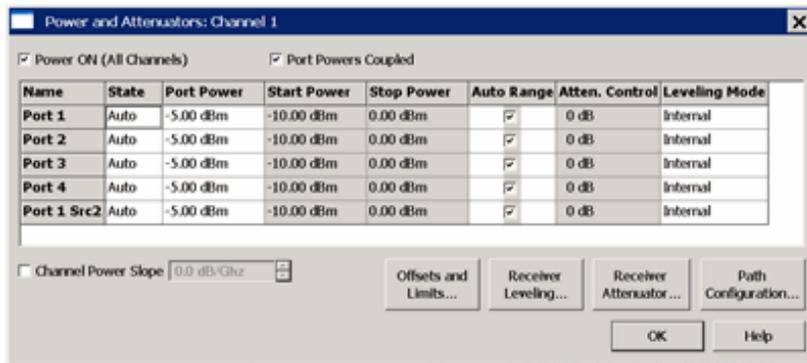 Power and Attenuators: Channel 1
Power ON (All Channels) Port Powers Coupled
Name State Port Power Start Power Stop Power Auto Range Atten. Control Leveling Mode
Port 1 Auto -5.00 dBm -10.00 dBm 0.00 dBm 0 dB Internal
Port 2 Auto -5.00 dBm -10.00 dBm 0.00 dBm 0 dB Internal
Port 3 Auto -5.00 dBm -10.00 dBm 0.00 dBm 0 dB Internal
Port 4 Auto -5.00 dBm -10.00 dBm 0.00 dBm 0 dB Internal
Port 1 Src2 Auto -5.00 dBm -10.00 dBm 0.00 dBm 0 dB Internal
Channel Power Slope 0.0 dB/Ghz
Offsets and
Limits...
Receiver
Leveling...
Receiver
Attenuator...
Path
Configuration...
OK Help